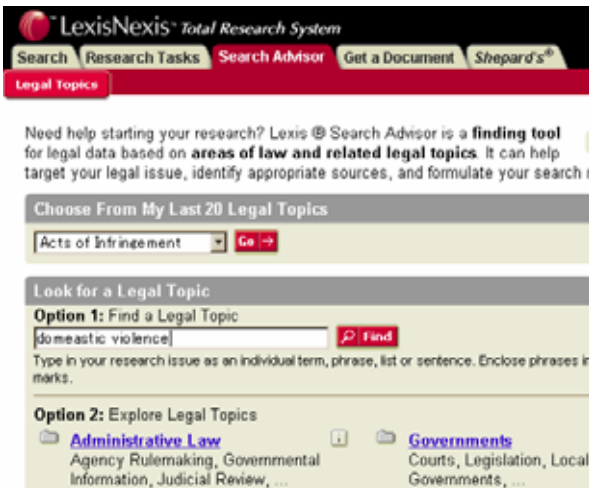 LexisNexis™ Total Research System
Search Research Tasks Search Advisor Get a Document Shepard's®
Legal Topics
Need help starting your research? Lexis ® Search Advisor is a finding tool
for legal data based on areas of law and related legal topics. It can help
target your legal issue, identify appropriate sources, and formulate your search
Choose From My Last 20 Legal Topics
Acts of Infringement Go →
Look for a Legal Topic
Option 1: Find a Legal Topic
domeastic violence Find
Type in your research issue as an individual term, phrase, list or sentence. Enclose phrases in
marks.
Option 2: Explore Legal Topics
Administrative Law i Governments
Agency Rulemaking, Governmental Courts, Legislation, Local
Information, Judicial Review, ... Governments, ...